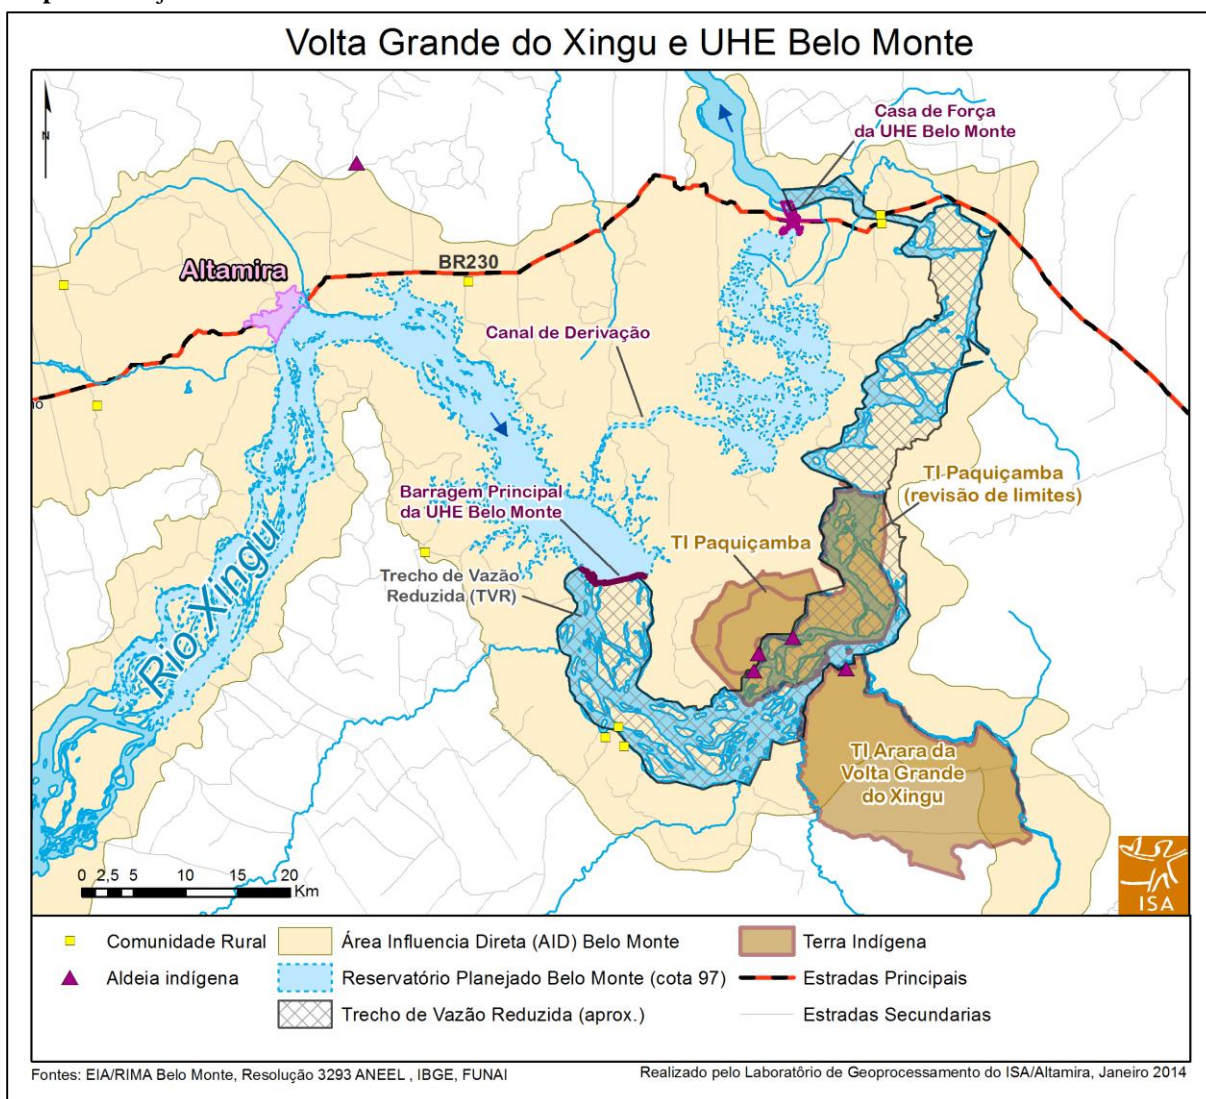 Volta Grande do Xingu e UHE Belo Monte
Casa de Força
da UHE Belo Monte
N
Altamira
BR230
Canal de Derivação
TI Paquiçamba
(revisão de limites)
Barragem Principal
da UHE Belo Monte
TI Paquiçamba
Trecho de Vazão
Reduzida (TVR)
Rio Xingu
TI Arara da
Volta Grande
do Xingu
0 2,5 5 10 15 20
Km
ISA
Comunidade Rural
Aldeia indígena
Área Influencia Direta (AID) Belo Monte
Reservatório Planejado Belo Monte (cota 97)
Trecho de Vazão Reduzida (aprox.)
Terra Indígena
Estradas Principais
Estradas Secundarias
Fontes: EIA/RIMA Belo Monte, Resolução 3293 ANEEL , IBGE, FUNAI
Realizado pelo Laboratôrio de Geoprocessamento do ISA/Altamira, Janeiro 2014